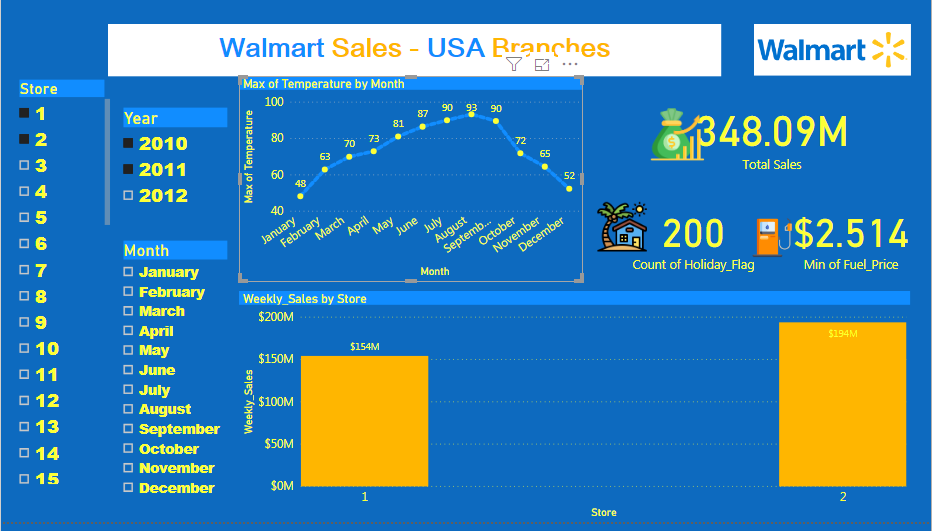 Walmart Sales - USA Branches
Walmart
Store
1
2
3
4
5
6
7
8
9
10
11
12
13
14
15
Year
2010
2011
2012
Month
January
February
March
April
May
June
July
August
September
October
November
December
Max of Temperature by Month
Max of Temperature
100
80
60
40
48
63
70
73
81
87
90
93
90
72
65
52
January
February
March
April
May
June
July
August
Septemb...
October
November
December
Month
348.09M
Total Sales
200
Count of Holiday_Flag
$2.514
Min of Fuel_Price
Weekly_Sales by Store
Weekly_Sales
$200M
$150M
$100M
$50M
$0M
$154M
$194M
1
2
Store